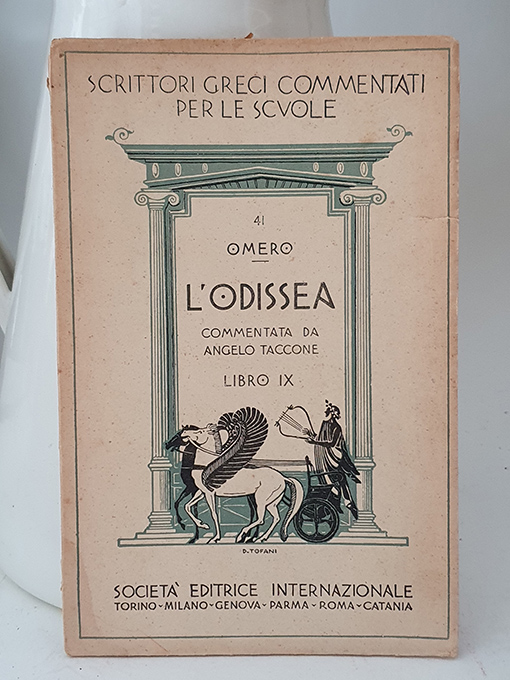 SCRITTORI GRECI COMMENTATI
PER LE SCVOLE
41
OMERO
L'ODISSEA
COMMENTATA DA
ANGELO TACCONE
LIBRO IX
D. TOFANI
SOCIETA' EDITRICE INTERNAZIONALE
TORINO - MILANO - GENOVA - PARMA - ROMA - CATANIA